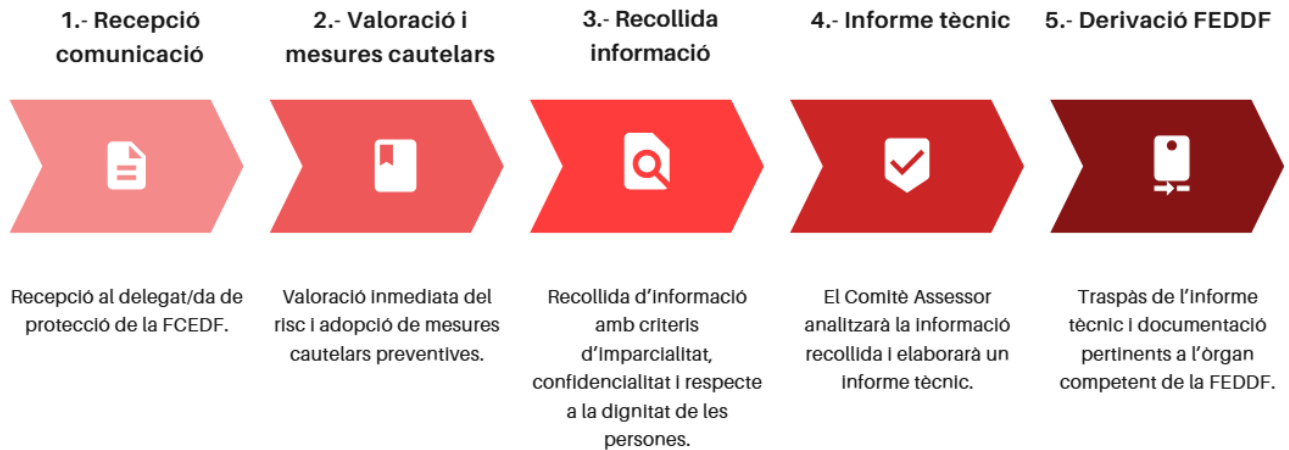 1.- Recepció
comunicació
2.- Valoració i
mesures cautelars
3.- Recollida
informació
4.- Informe tècnic
5.- Derivació FEDDF
Recepció al delegat/da de
protecció de la FCEDF.
Valoració inmediata del
risc i adopció de mesures
cautelars preventives.
Recollida d'informació
amb criteris
d'imparcialitat,
confidencialitat i respecte
a la dignitat de les
persones.
El Comitè Assessor
analitzarà la informació
recollida i elaborarà un
informe tècnic.
Traspàs de l'informe
tècnic i documentació
pertinents a l'òrgan
competent de la FEDDF.